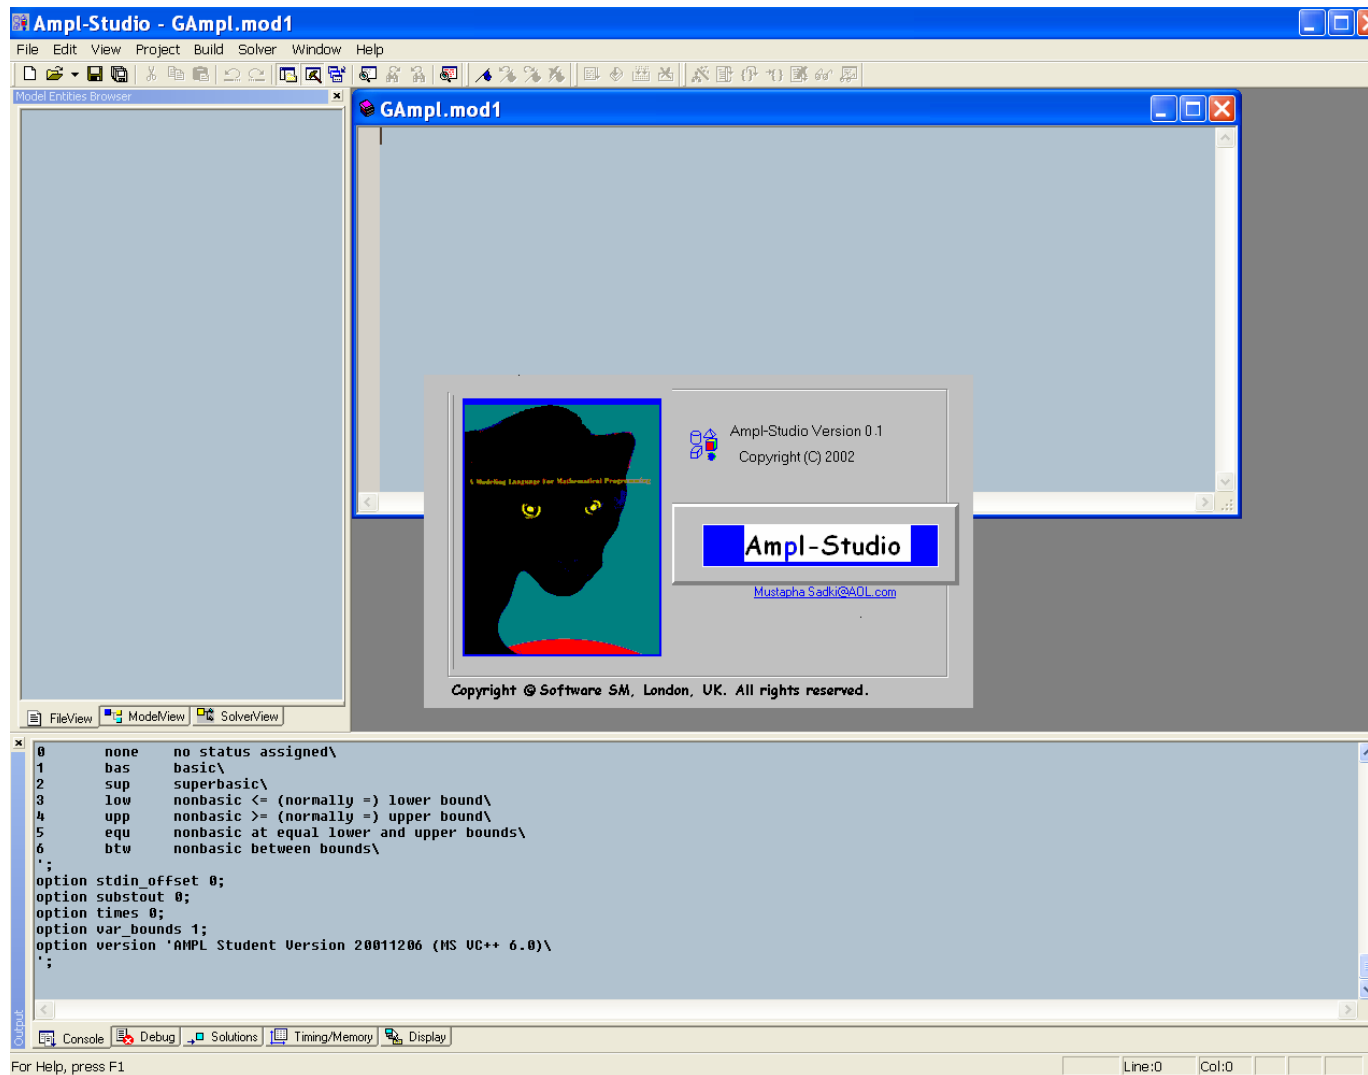 Ampl-Studio - GAmpl.mod1
File Edit View Project Build Solver Window Help
Model Entities Browser
GAmpl.mod1
A Modeling Language For Mathematical Programming
Ampl-Studio Version 0.1
Copyright (C) 2002
Ampl-Studio
Mustapha Sadki@AOL.com
Copyright © Software SM, London, UK. All rights reserved.
FileView ModelView SolverView
0 none no status assigned\
1 bas basic\
2 sup superbasic\
3 low nonbasic <= (normally =) lower bound\
4 upp nonbasic >= (normally =) upper bound\
5 equ nonbasic at equal lower and upper bounds\
6 btw nonbasic between bounds\
';
option stdin_offset 0;
option substout 0;
option times 0;
option var_bounds 1;
option version 'AMPL Student Version 20011206 (MS VC++ 6.0)\
';
Output
Console Debug Solutions Timing/Memory Display
For Help, press F1
Line:0 Col:0